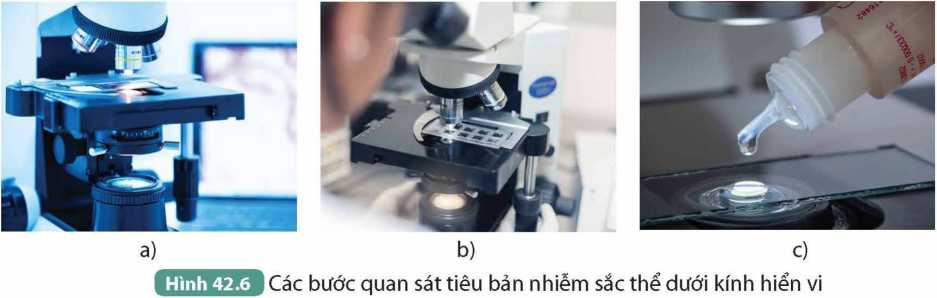 a)
b)
c)
Hình 42.6 Các bước quan sát tiêu bản nhiễm sắc thể dưới kính hiển vi